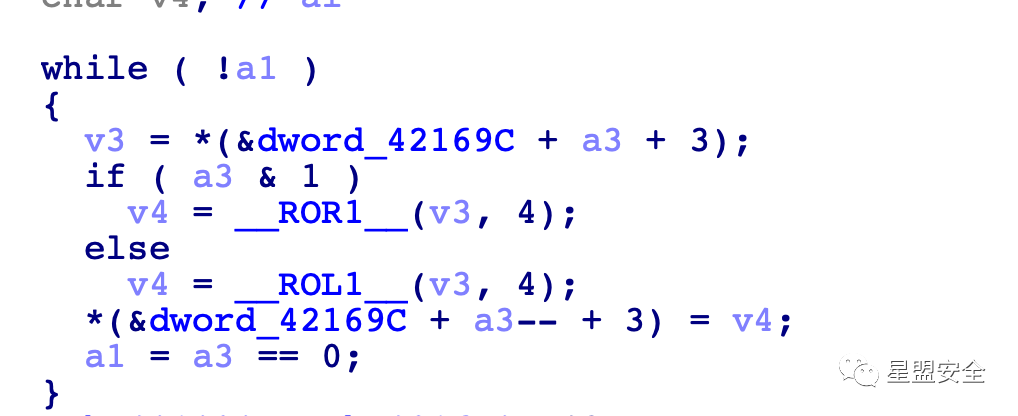 while ( !a1 )
{
v3 = *(&dword_42169C + a3 + 3);
if ( a3 & 1 )
v4 = __ROR1__(v3, 4);
else
v4 = __ROL1__(v3, 4);
*(&dword_42169C + a3-- + 3) = v4;
a1 = a3 == 0;
}
星盟安全